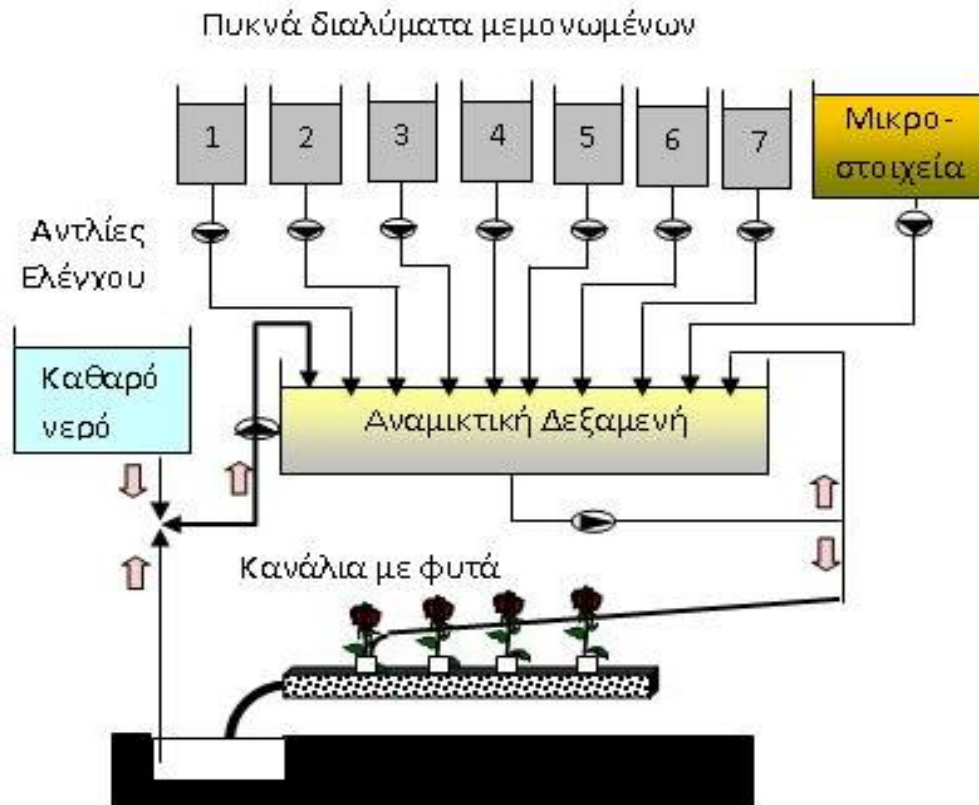 Πυκνά διαλύματα μεμονωμένων
1 2 3 4 5 6 7
Μικρο-
στοιχεία
Αντλίες
Ελέγχου
Καθαρό
νερό
Αναμικτική Δεξαμενή
Κανάλια με φυτά